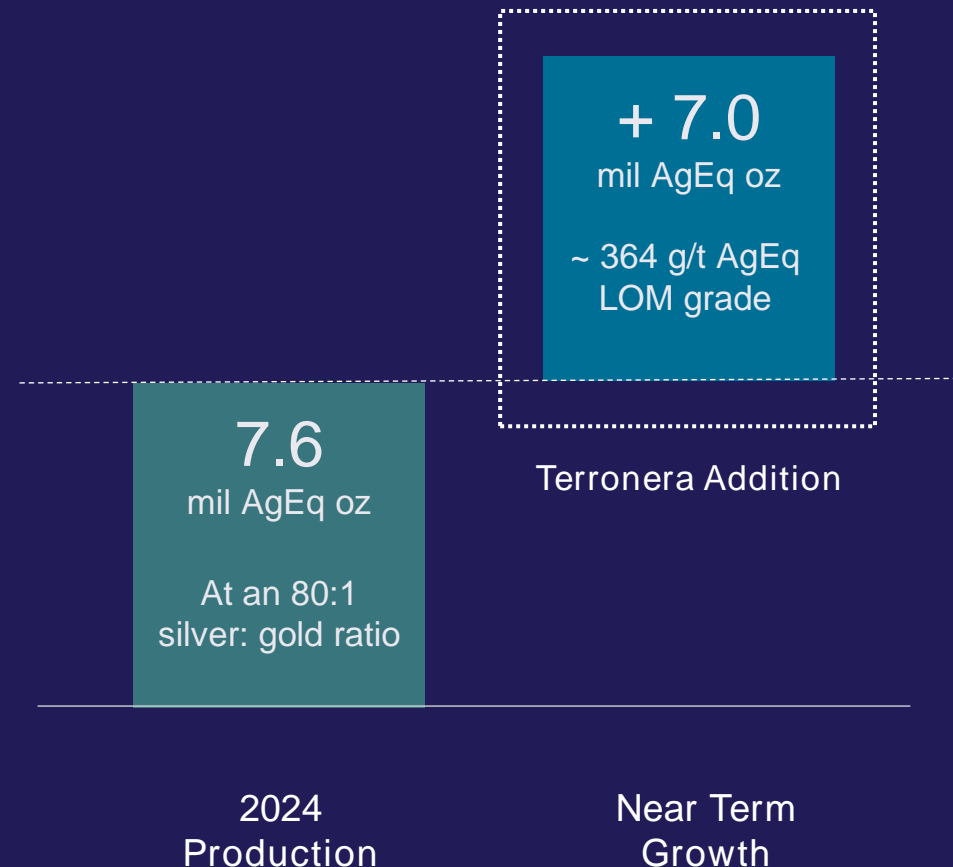 + 7.0
mil AgEq oz
~ 364 g/t AgEq
LOM grade
7.6
mil AgEq oz
At an 80:1
silver: gold ratio
Terronera Addition
2024
Production
Near Term
Growth